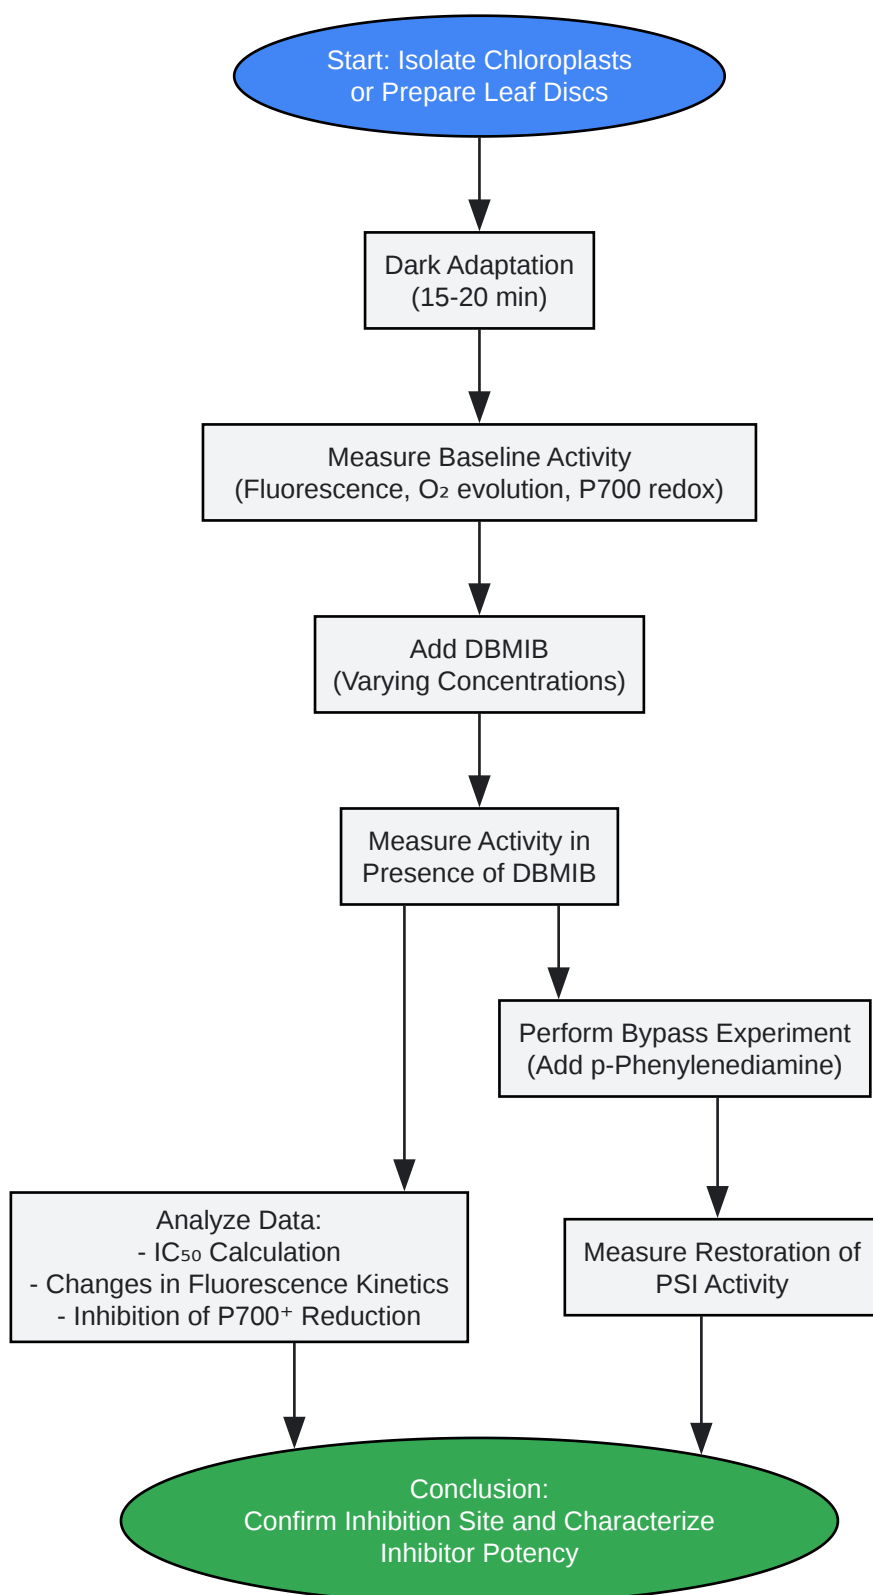 Start: Isolate Chloroplasts
or Prepare Leaf Discs
Dark Adaptation
(15-20 min)
Measure Baseline Activity
(Fluorescence, O₂ evolution, P700 redox)
Add DBMIB
(Varying Concentrations)
Measure Activity in
Presence of DBMIB
Perform Bypass Experiment
(Add p-Phenylenediamine)
Analyze Data:
- IC₅₀ Calculation
- Changes in Fluorescence Kinetics
- Inhibition of P700⁺ Reduction
Measure Restoration of
PSI Activity
Conclusion:
Confirm Inhibition Site and Characterize
Inhibitor Potency